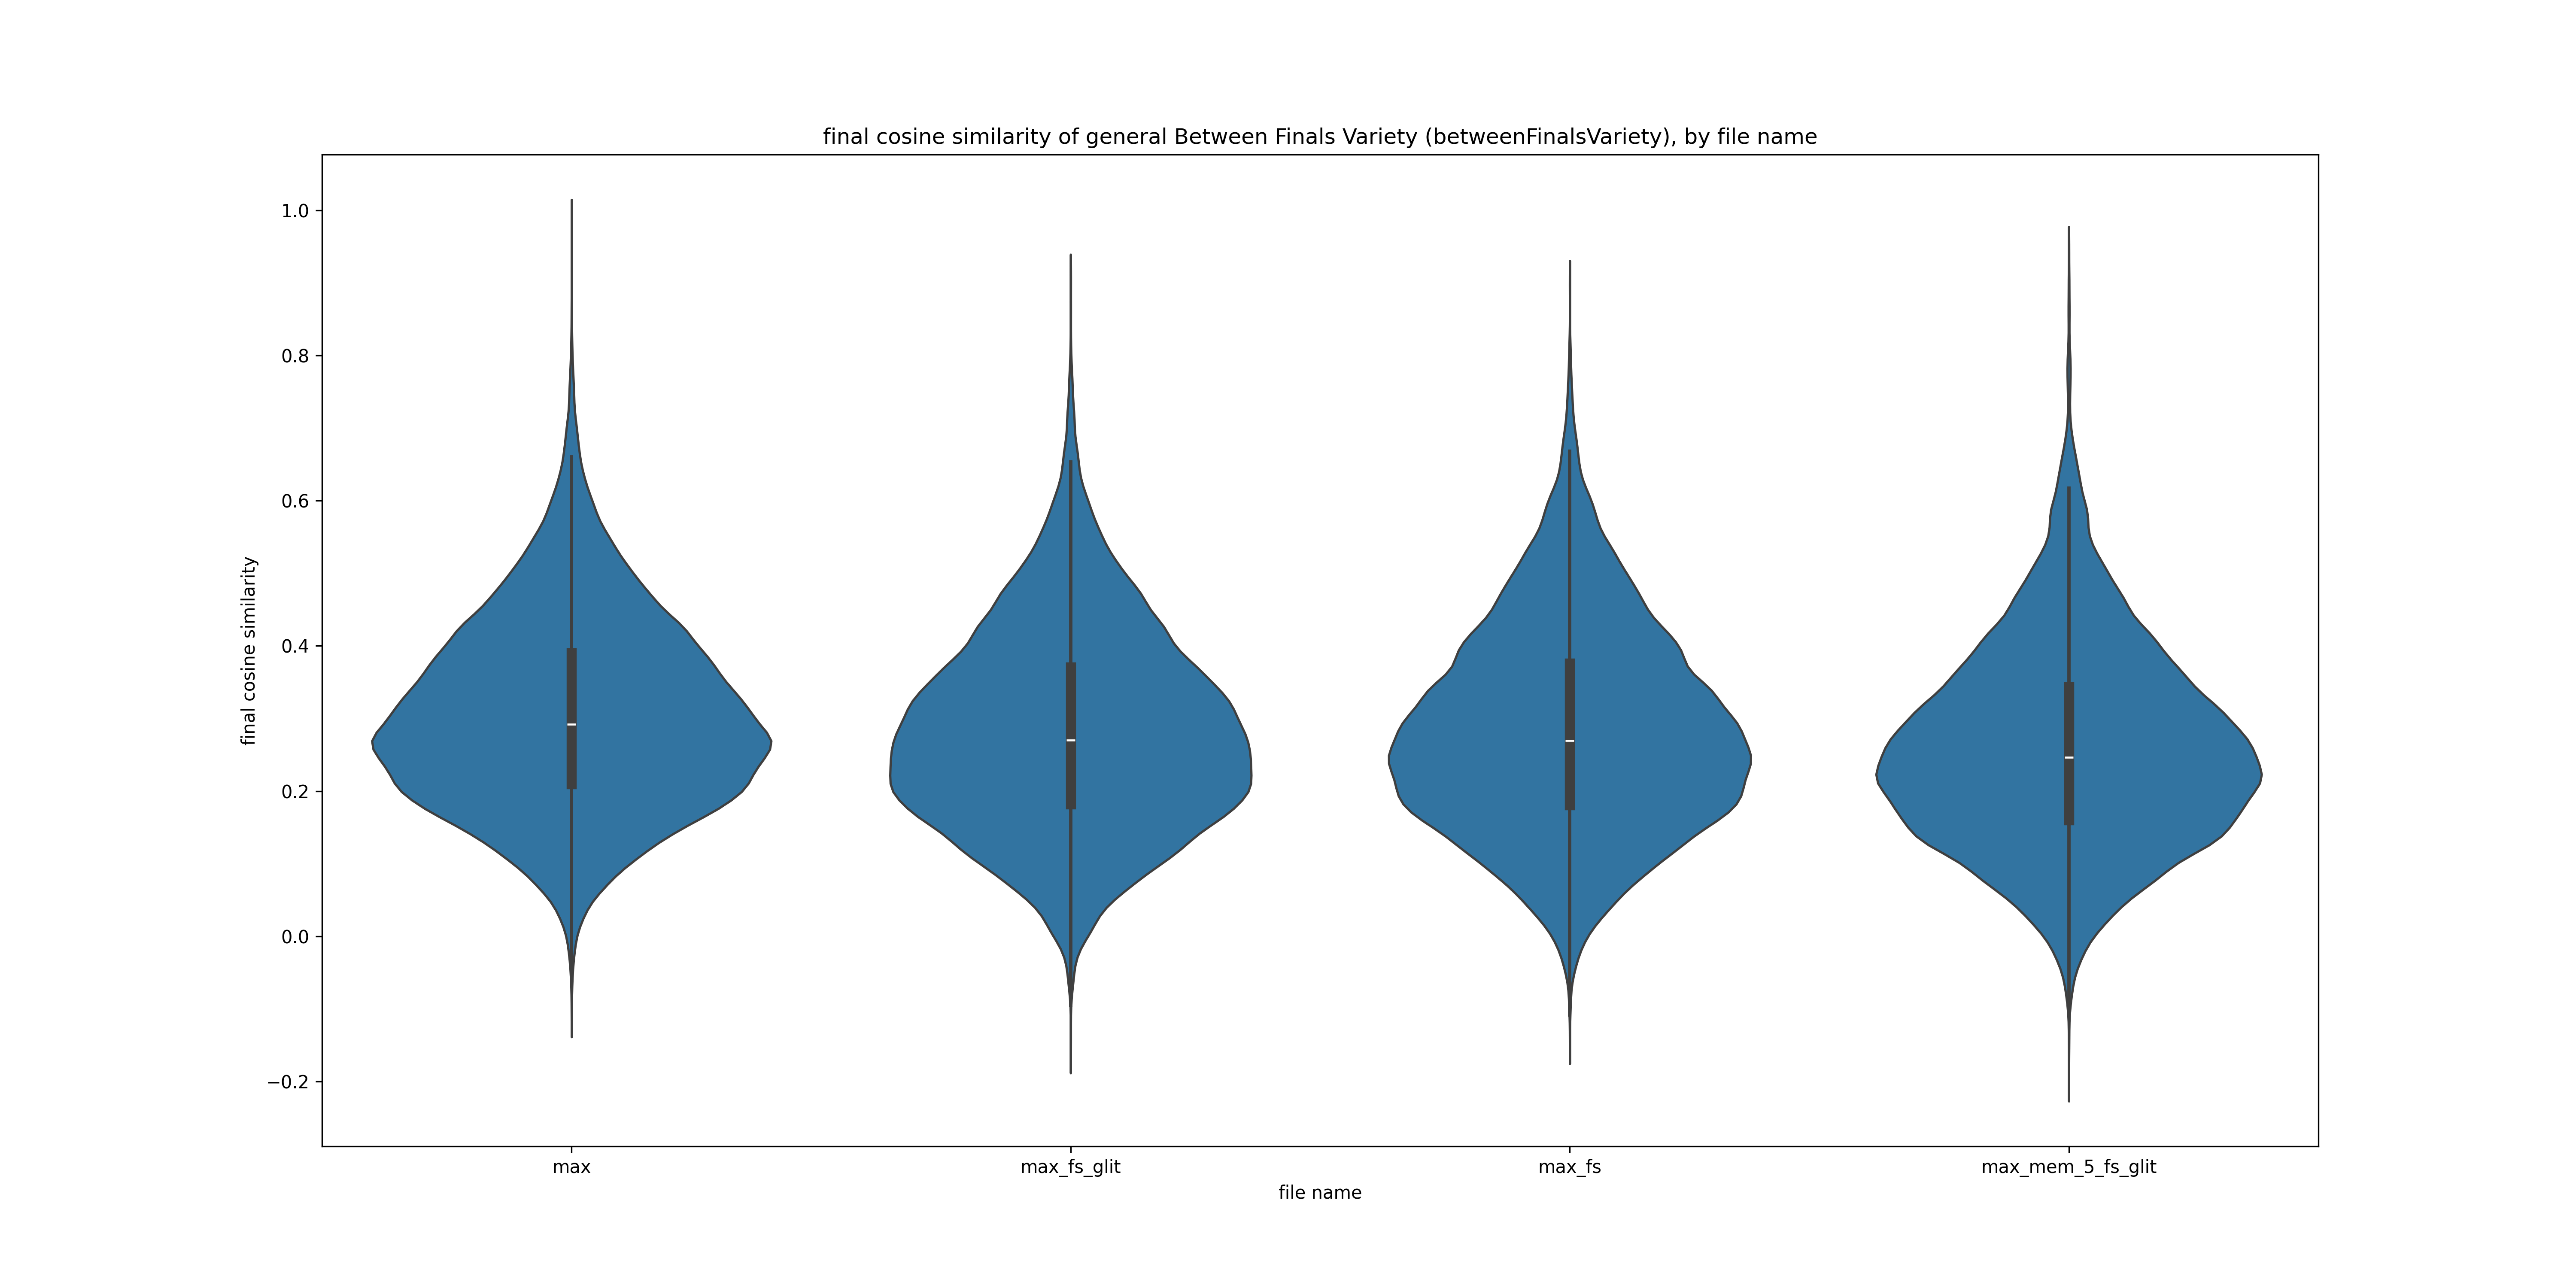 final cosine similarity of general Between Finals Variety (betweenFinalsVariety), by file name
final cosine similarity
1.0
0.8
0.6
0.4
0.2
0.0
−0.2
max
max_fs_glit
max_fs
max_mem_5_fs_glit
file name